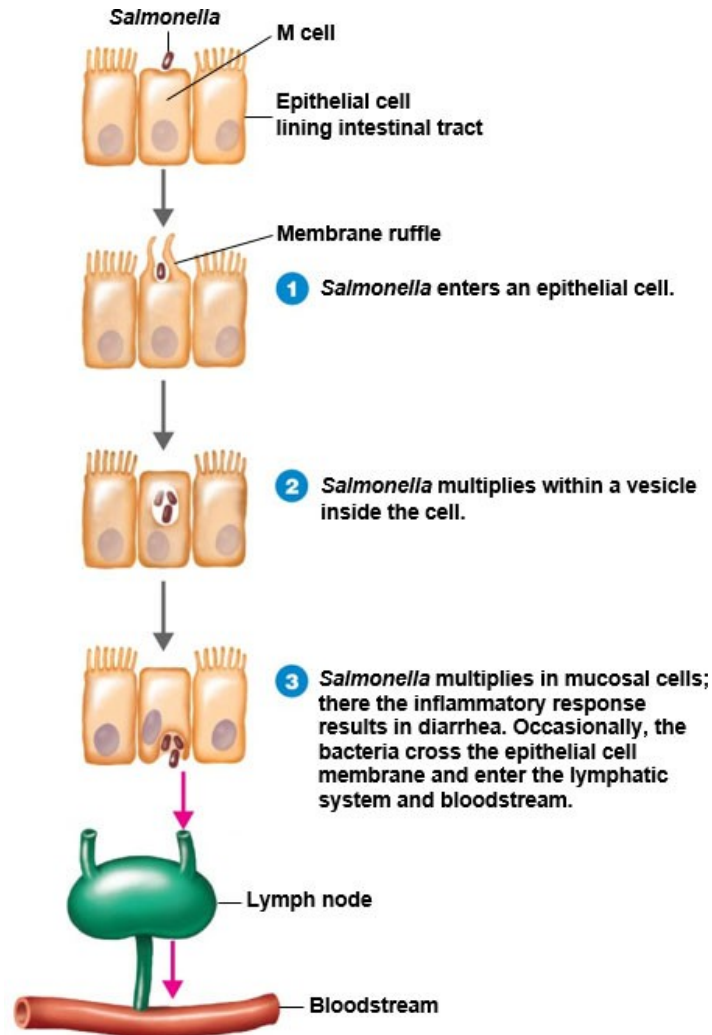 Salmonella
M cell
Epithelial cell
lining intestinal tract
Membrane ruffle
1 Salmonella enters an epithelial cell.
2 Salmonella multiplies within a vesicle
inside the cell.
3 Salmonella multiplies in mucosal cells;
there the inflammatory response
results in diarrhea. Occasionally, the
bacteria cross the epithelial cell
membrane and enter the lymphatic
system and bloodstream.
Lymph node
Bloodstream